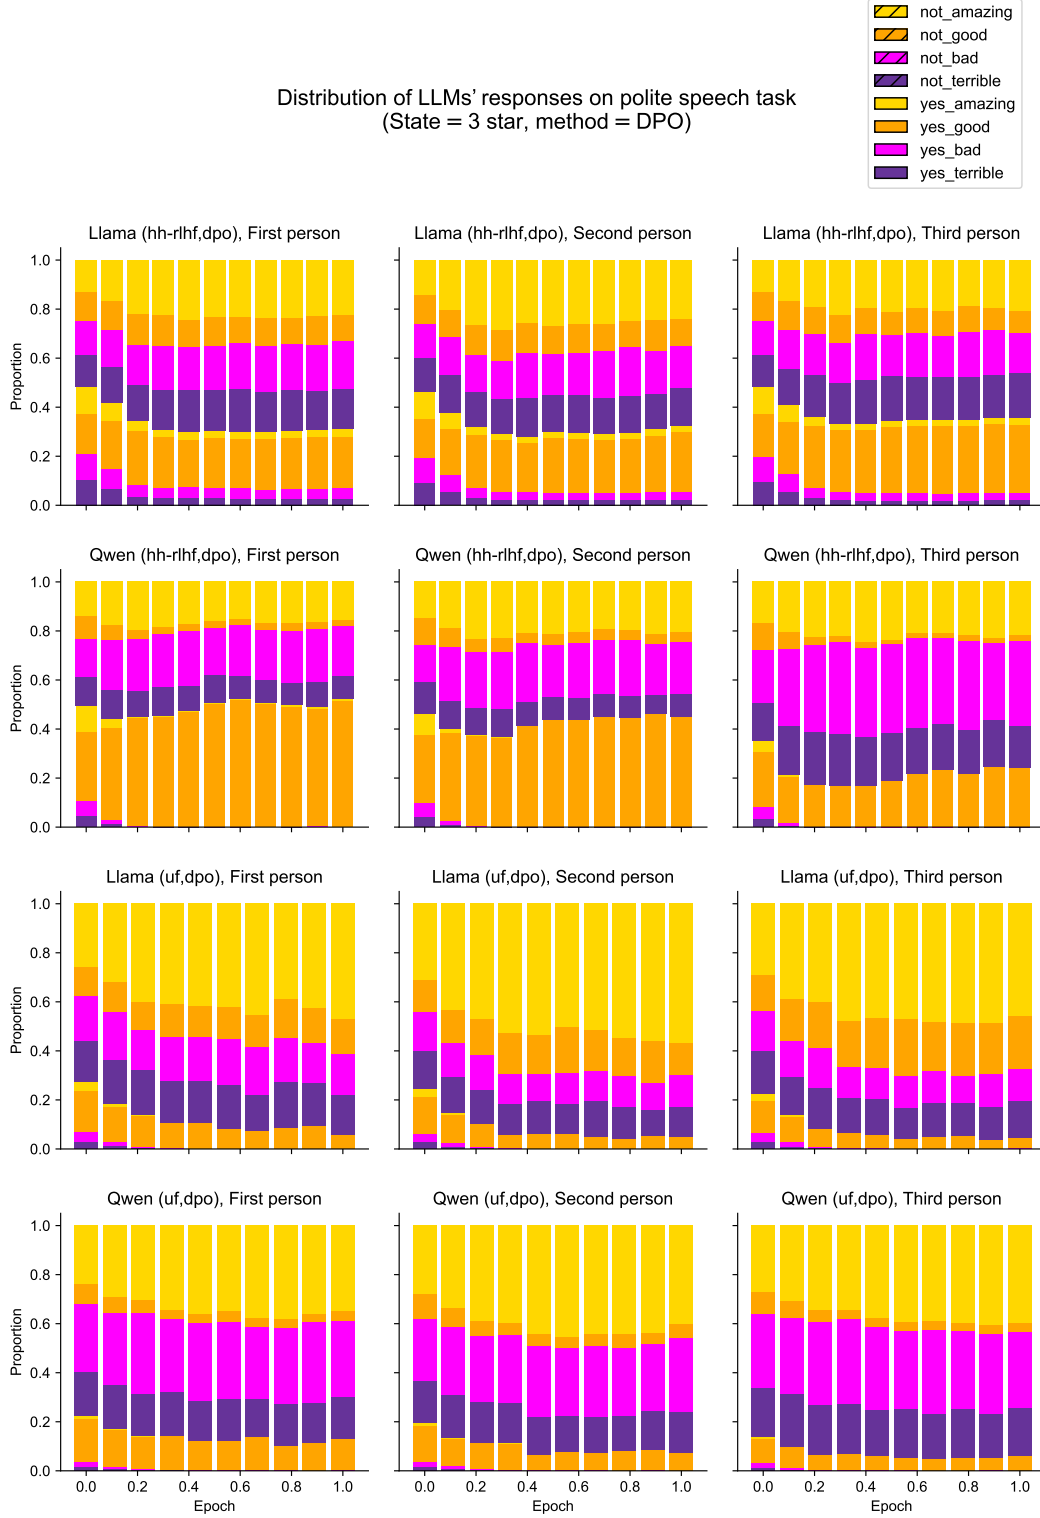 not_amazing
not_good
not_bad
not_terrible
yes_amazing
yes_good
yes_bad
yes_terrible
Distribution of LLMs' responses on polite speech task
(State = 3 star, method = DPO)
Llama (hh-rlhf,dpo), First person
Llama (hh-rlhf,dpo), Second person
Llama (hh-rlhf,dpo), Third person
1.0
0.8
0.6
0.4
0.2
0.0
Proportion
Qwen (hh-rlhf,dpo), First person
Qwen (hh-rlhf,dpo), Second person
Qwen (hh-rlhf,dpo), Third person
1.0
0.8
0.6
0.4
0.2
0.0
Proportion
Llama (uf,dpo), First person
Llama (uf,dpo), Second person
Llama (uf,dpo), Third person
1.0
0.8
0.6
0.4
0.2
0.0
Proportion
Qwen (uf,dpo), First person
Qwen (uf,dpo), Second person
Qwen (uf,dpo), Third person
1.0
0.8
0.6
0.4
0.2
0.0
Proportion
0.0 0.2 0.4 0.6 0.8 1.0
0.0 0.2 0.4 0.6 0.8 1.0
0.0 0.2 0.4 0.6 0.8 1.0
Epoch
Epoch
Epoch